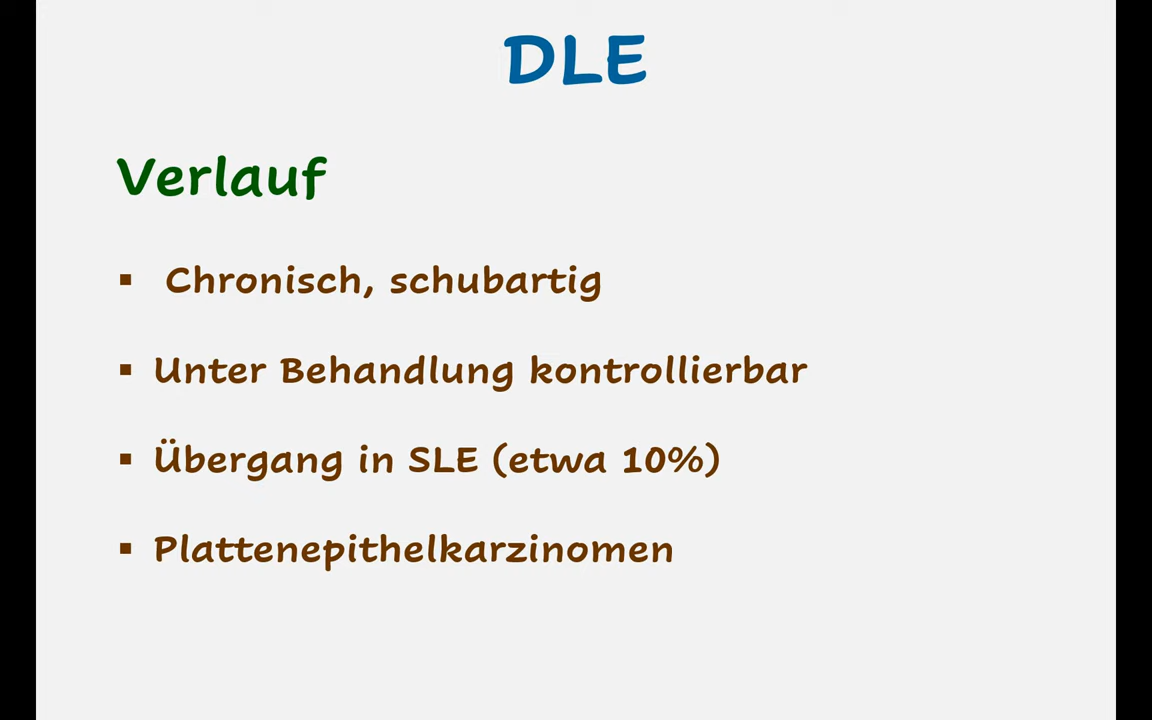 DLE
Verlauf
▪ Chronisch, schubartig
▪ Unter Behandlung kontrollierbar
▪ Übergang in SLE (etwa 10%)
▪ Plattenepithelkarzinomen